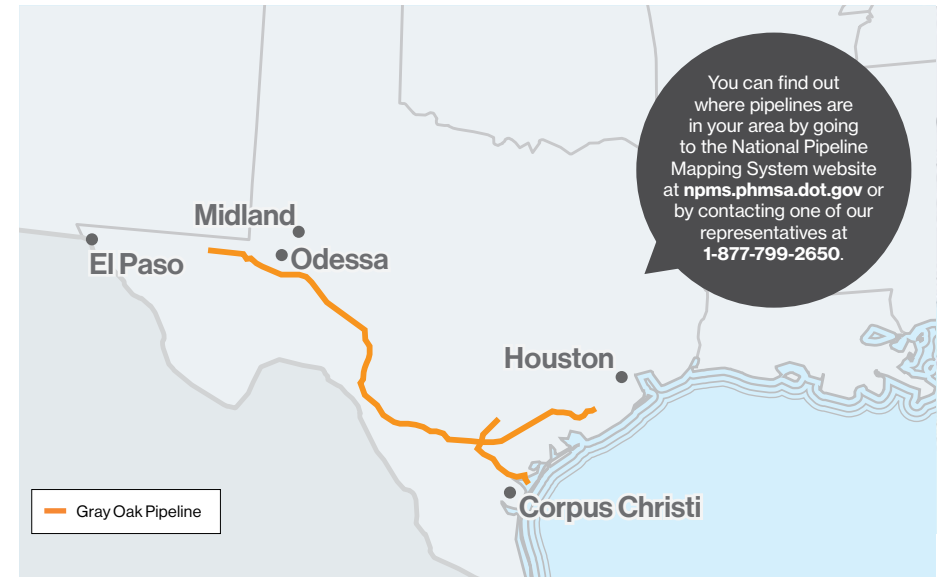 You can find out
where pipelines are
in your area by going
to the National Pipeline
Mapping System website
at npms.phmsa.dot.gov or
by contacting one of our
representatives at
1-877-799-2650.
Midland
Odessa
El Paso
Houston
Corpus Christi
Gray Oak Pipeline